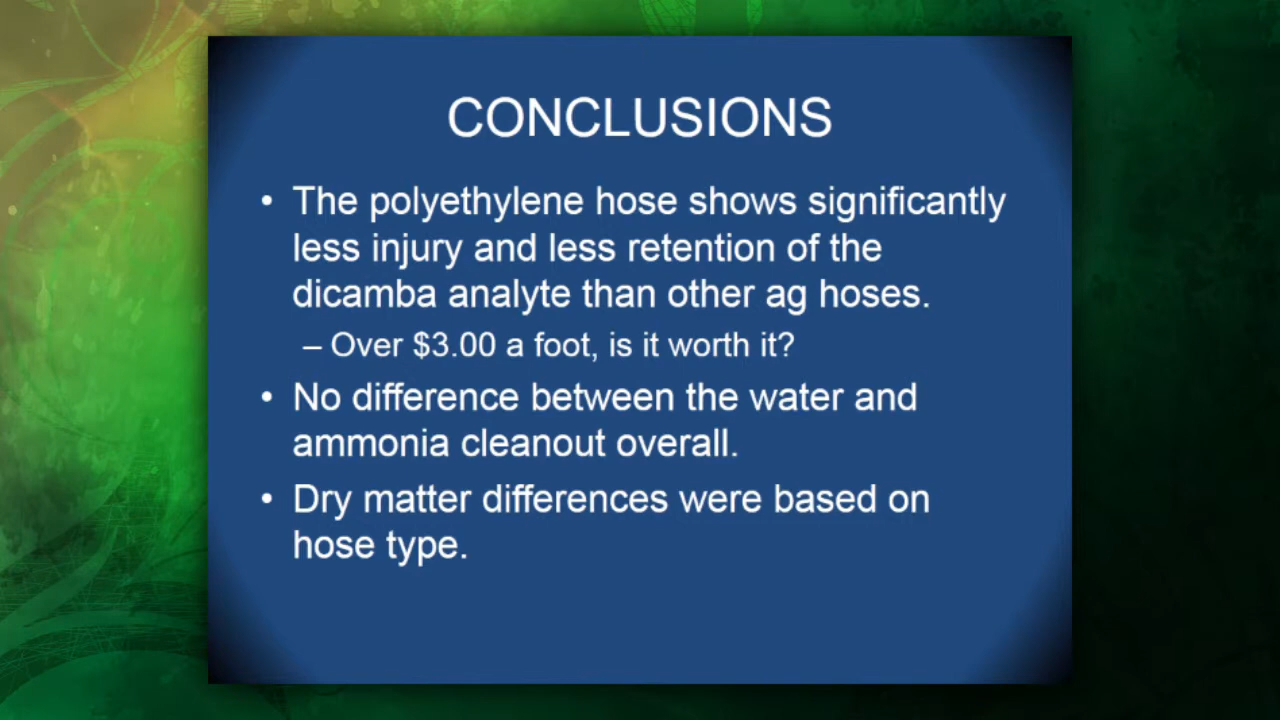 CONCLUSIONS
• The polyethylene hose shows significantly
less injury and less retention of the
dicamba analyte than other ag hoses.
– Over $3.00 a foot, is it worth it?
• No difference between the water and
ammonia cleanout overall.
• Dry matter differences were based on
hose type.